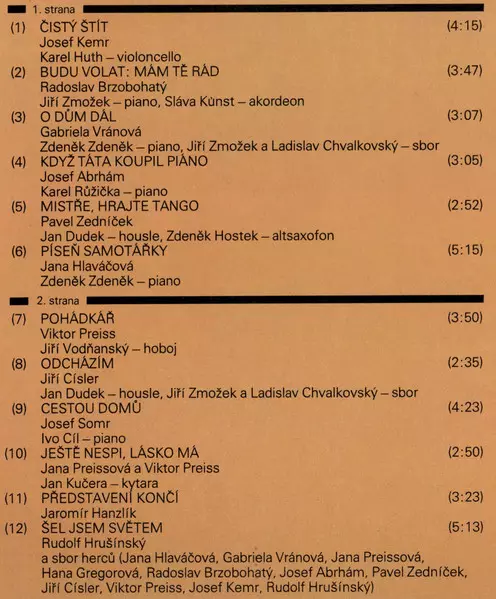 1. strana
(1) ČISTÝ ŠTÍT (4:15)
Josef Kemr
Karel Huth – violoncello
(2) BUDU VOLAT: MÁM TĚ RÁD (3:47)
Radoslav Brzobohatý
Jiří Zmožek – piano, Sláva Kunst – akordeon
(3) O DŮM DÁL (3:07)
Gabriela Vránová
Zdeněk Zdeněk – piano, Jiří Zmožek a Ladislav Chvalkovský – sbor
(4) KDYŽ TÁTA KOUPIL PIÁNO (3:05)
Josef Abrhám
Karel Růžička – piano
(5) MISTŘE, HRAJTE TANGO (2:52)
Pavel Zedníček
Jan Dudek – housle, Zdeněk Hostek – altsaxofon
(6) PÍSEŇ SAMOTÁŘKY (5:15)
Jana Hlaváčová
Zdeněk Zdeněk – piano
2. strana
(7) POHÁDKÁŘ (3:50)
Viktor Preiss
Jiří Vodňanský – hoboj
(8) ODCHÁZÍM (2:35)
Jiří Císler
Jan Dudek – housle, Jiří Zmožek a Ladislav Chvalkovský – sbor
(9) CESTOU DOMŮ (4:23)
Josef Somr
Ivo Cíl – piano
(10) JEŠTĚ NESPI, LÁSKO MÁ (2:50)
Jana Preissová a Viktor Preiss
Jan Kučera – kytara
(11) PŘEDSTAVENÍ KONČÍ (3:23)
Jaromír Hanzlík
(12) ŠEL JSEM SVĚTEM (5:13)
Rudolf Hrušínský
a sbor herců (Jana Hlaváčová, Gabriela Vránová, Jana Preissová,
Hana Gregorová, Radoslav Brzobohatý, Josef Abrhám, Pavel Zedníček,
Jiří Císler, Viktor Preiss, Josef Kemr, Rudolf Hrušínský)